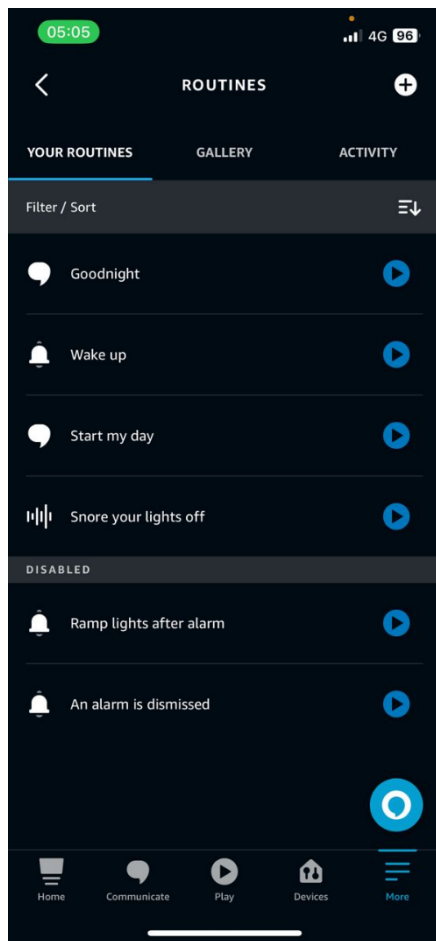 05:05 4G 96
ROUTINES
YOUR ROUTINES GALLERY ACTIVITY
Filter / Sort
Goodnight
Wake up
Start my day
Snore your lights off
DISABLED
Ramp lights after alarm
An alarm is dismissed
Home Communicate Play Devices More